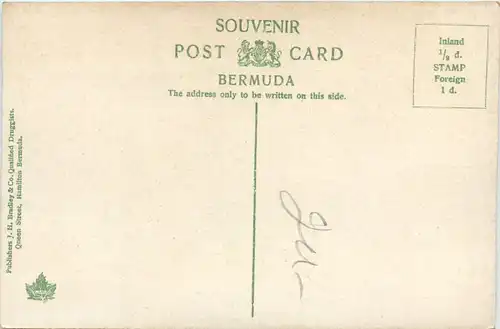 SOUVENIR
POST CARD
BERMUDA
The address only to be written on this side.
Inland
1/2 d.
STAMP
Foreign
1 d.
Publishers J. H. Bradley & Co. Qualified Druggists.
Queen Street, Hamilton Bermuda.